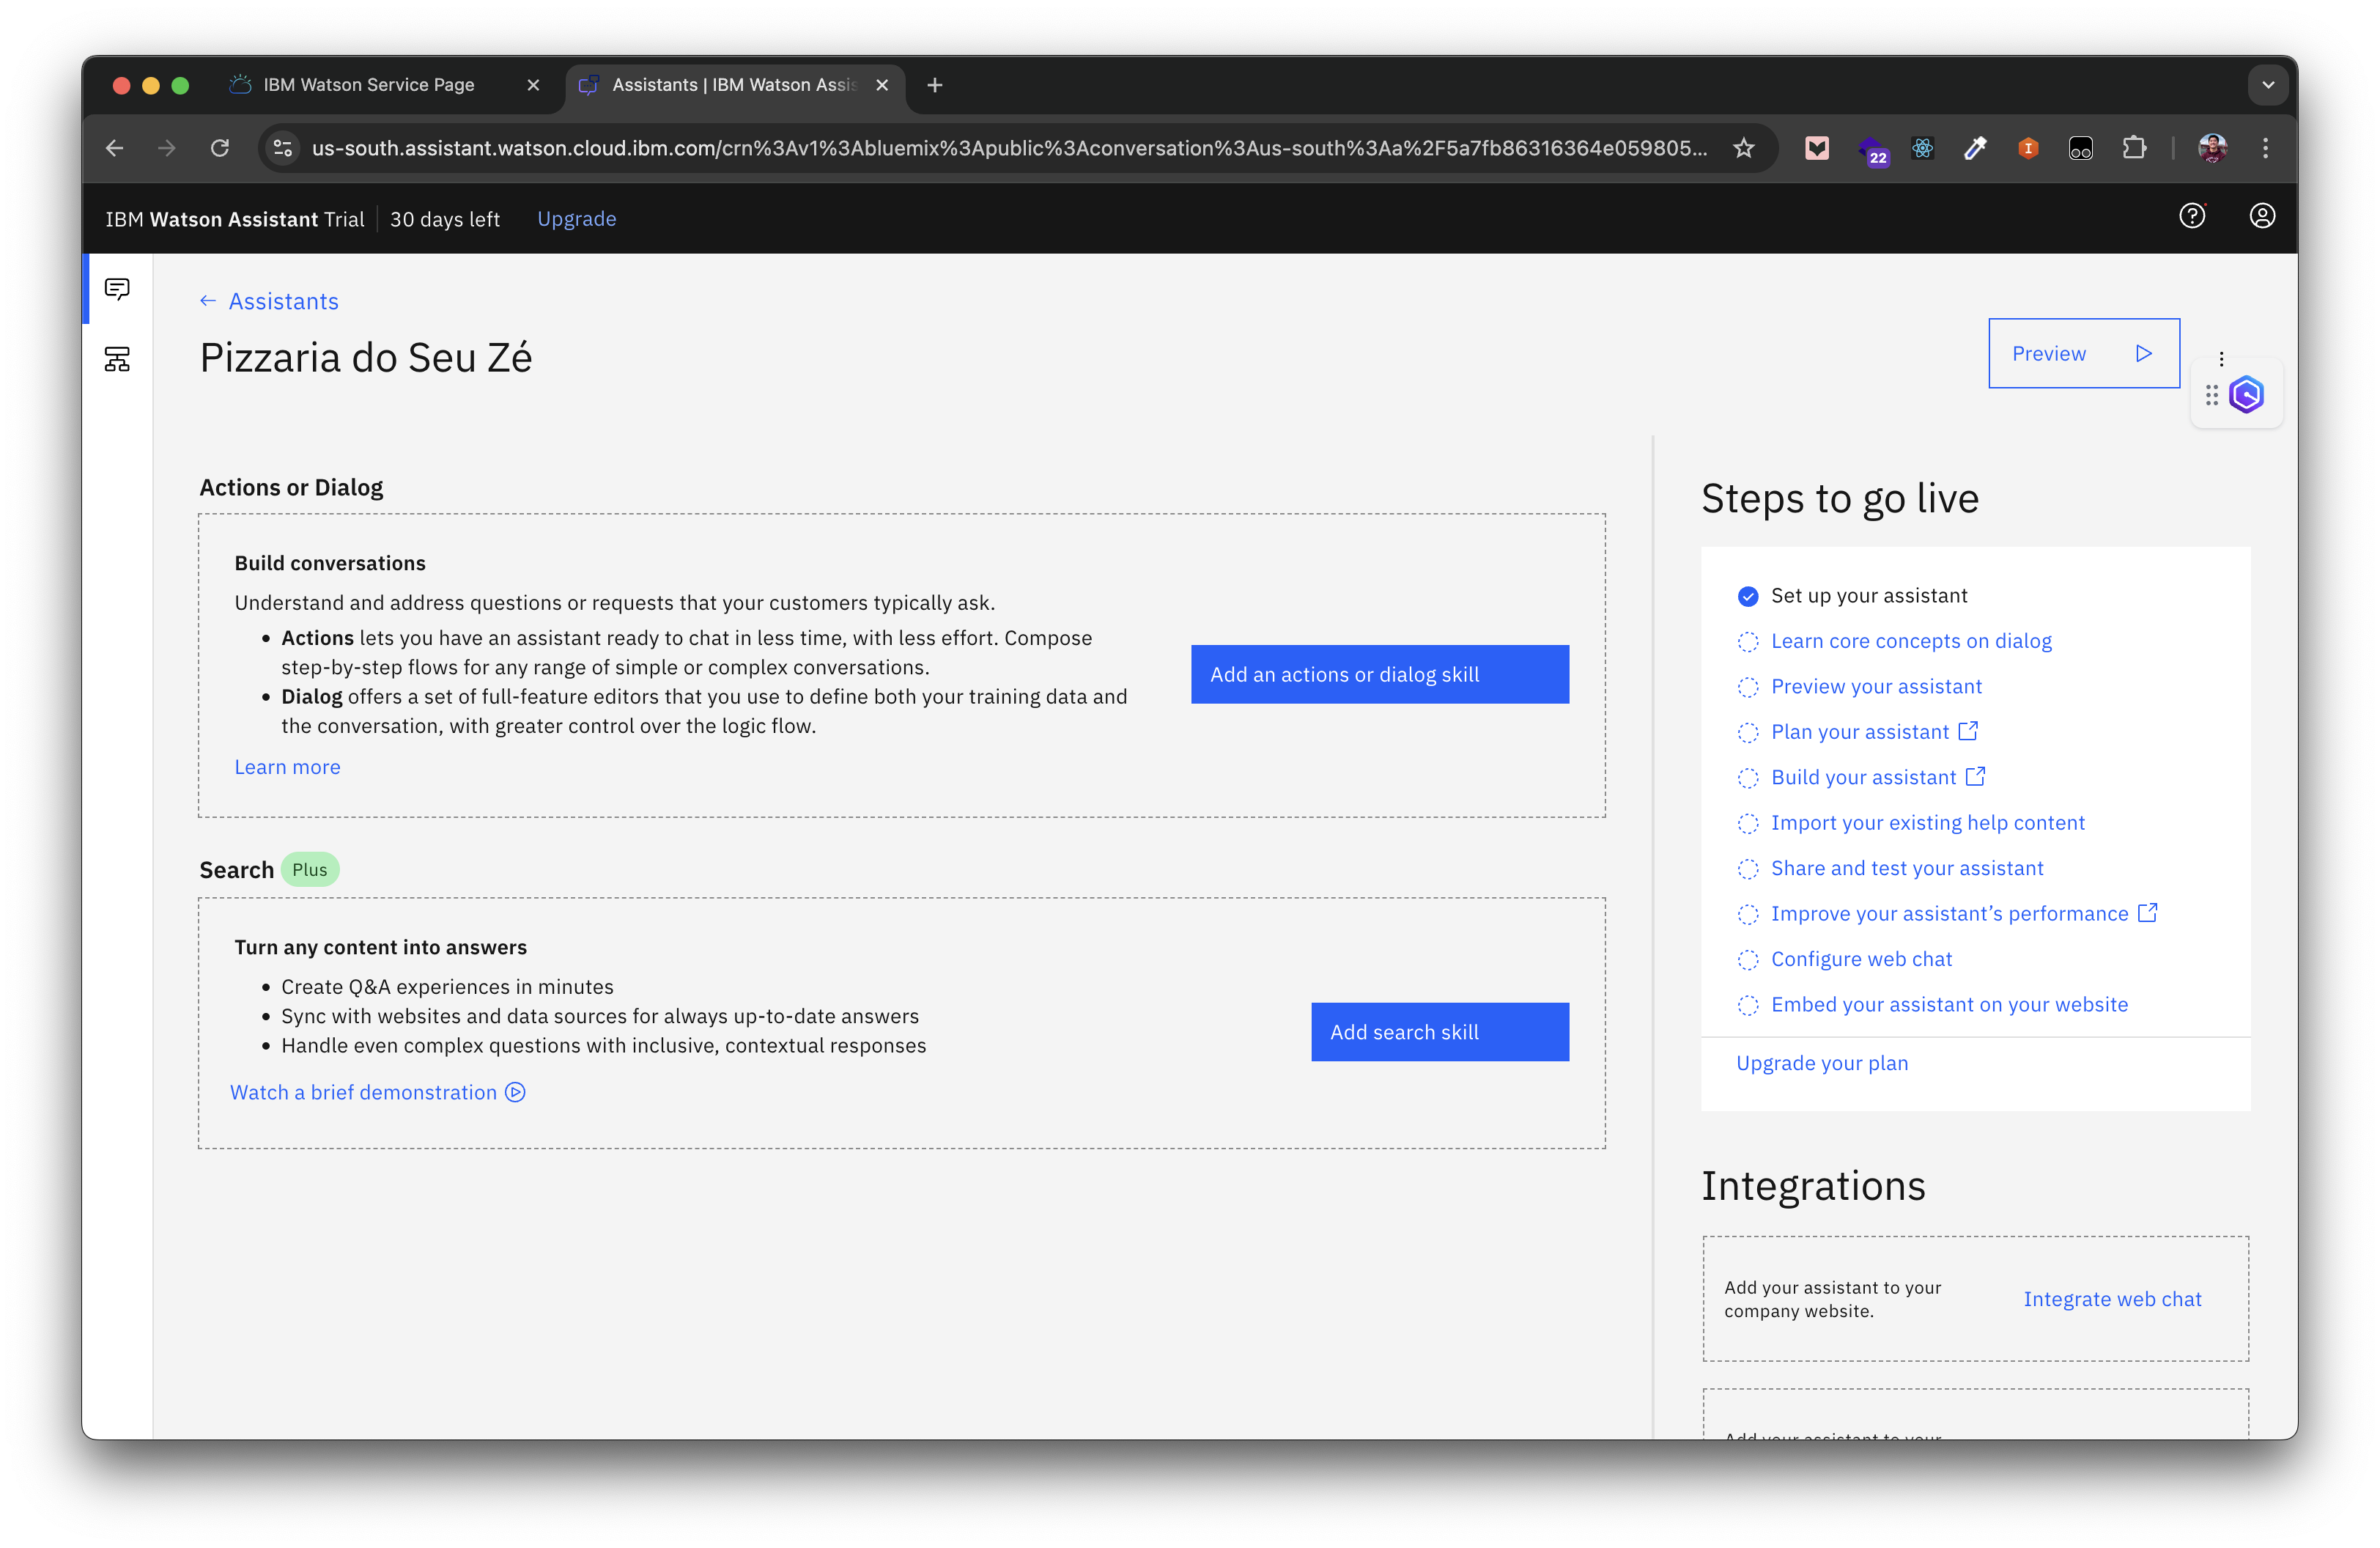 IBM Watson Service Page
Assistants | IBM Watson Assis
us-south.assistant.watson.cloud.ibm.com/crn%3Av1%3Abluemix%3Apublic%3Aconversation%3Aus-south%3Aa%2F5a7fb86316364e059805...
22
IBM Watson Assistant Trial
30 days left
Upgrade
Assistants
Pizzaria do Seu Zé
Preview
Actions or Dialog
Build conversations
Understand and address questions or requests that your customers typically ask.
Actions lets you have an assistant ready to chat in less time, with less effort. Compose
step-by-step flows for any range of simple or complex conversations.
Dialog offers a set of full-feature editors that you use to define both your training data and
the conversation, with greater control over the logic flow.
Learn more
Add an actions or dialog skill
Search Plus
Turn any content into answers
Create Q&A experiences in minutes
Sync with websites and data sources for always up-to-date answers
Handle even complex questions with inclusive, contextual responses
Watch a brief demonstration
Add search skill
Steps to go live
Set up your assistant
Learn core concepts on dialog
Preview your assistant
Plan your assistant
Build your assistant
Import your existing help content
Share and test your assistant
Improve your assistant’s performance
Configure web chat
Embed your assistant on your website
Upgrade your plan
Integrations
Add your assistant to your
company website.
Integrate web chat
Add your assistant to your